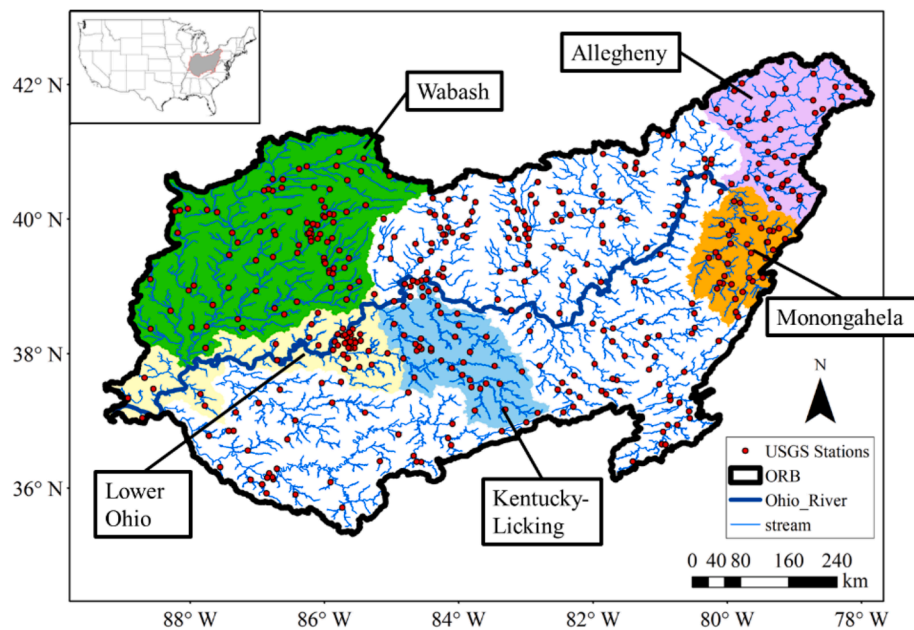 Allegheny
Wabash
42° N
40° N
38° N
36° N
Monongahela
N
Lower
Ohio
Kentucky-
Licking
USGS Stations
ORB
Ohio_River
stream
0 40 80 160 240
km
88° W 86° W 84° W 82° W 80° W 78° W